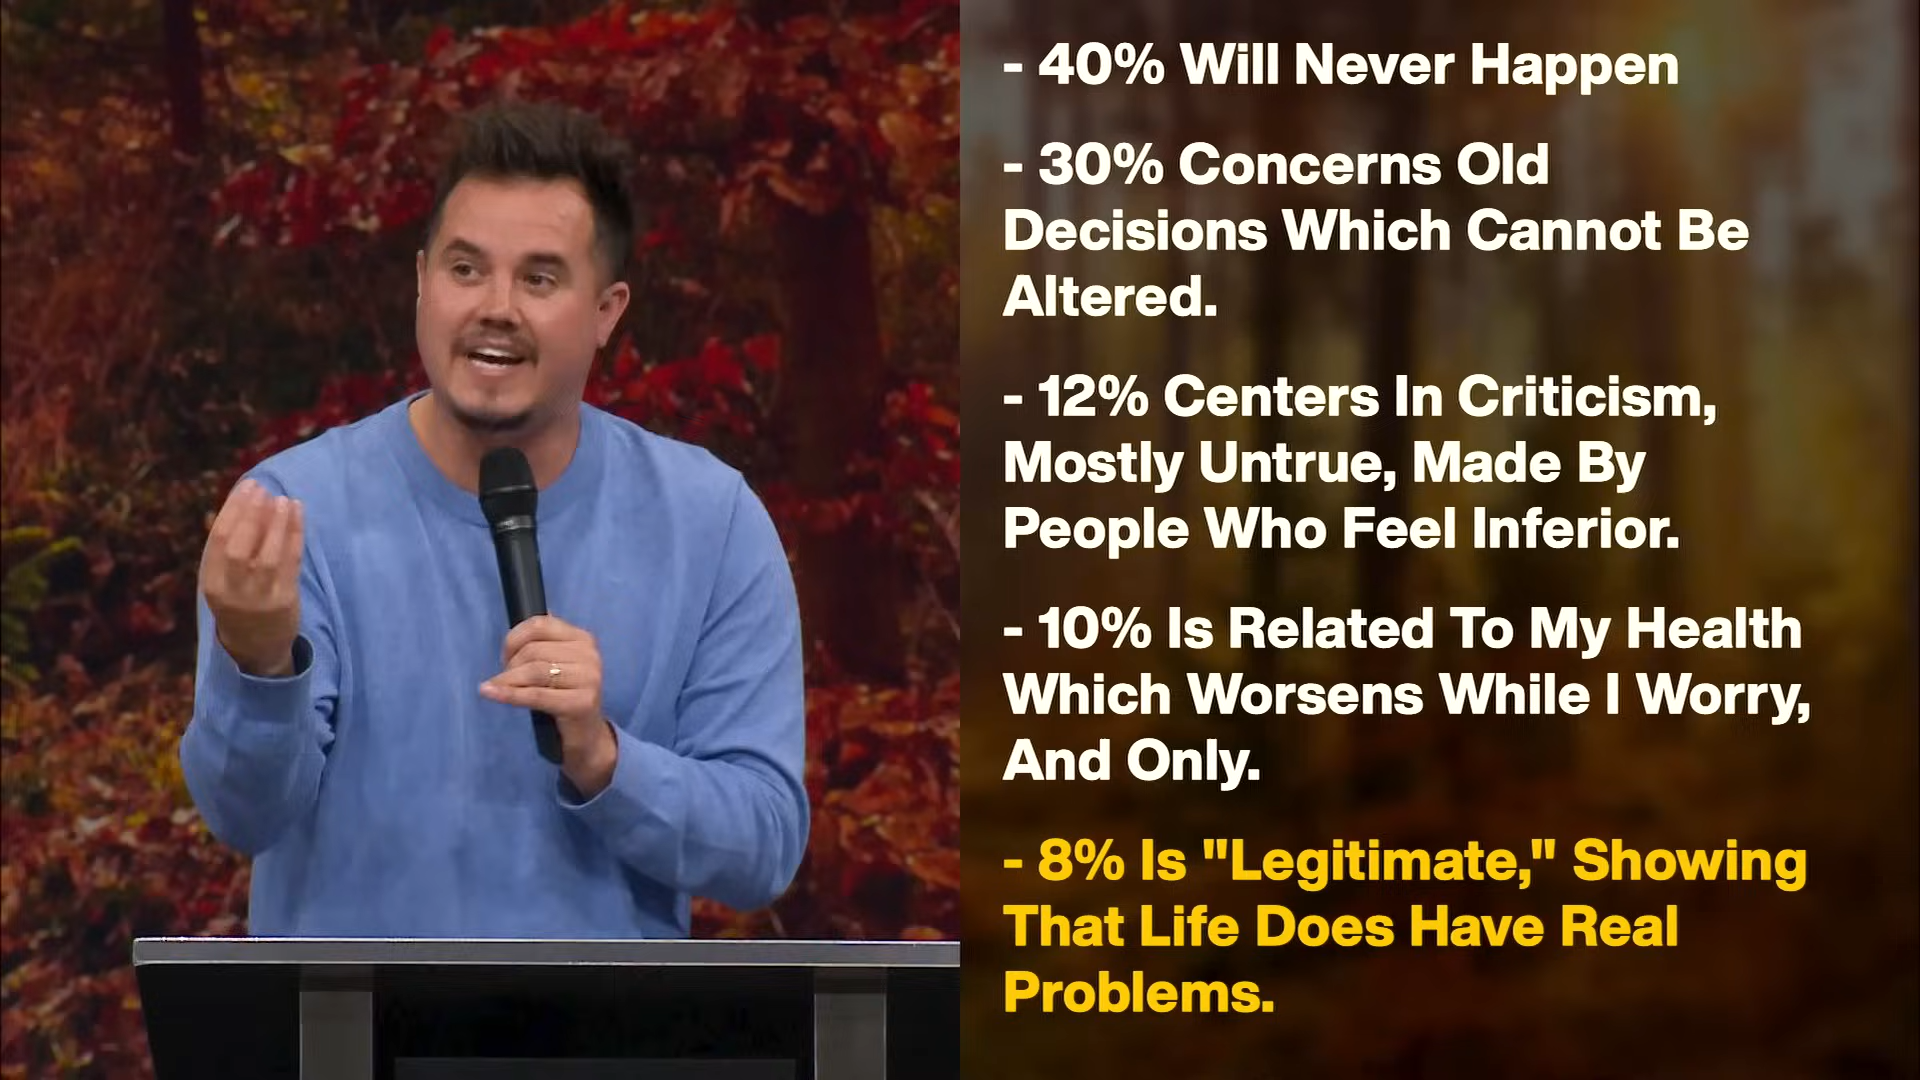 - 40% Will Never Happen
- 30% Concerns Old
Decisions Which Cannot Be
Altered.
- 12% Centers In Criticism,
Mostly Untrue, Made By
People Who Feel Inferior.
- 10% Is Related To My Health
Which Worsens While I Worry,
And Only.
- 8% Is "Legitimate," Showing
That Life Does Have Real
Problems.